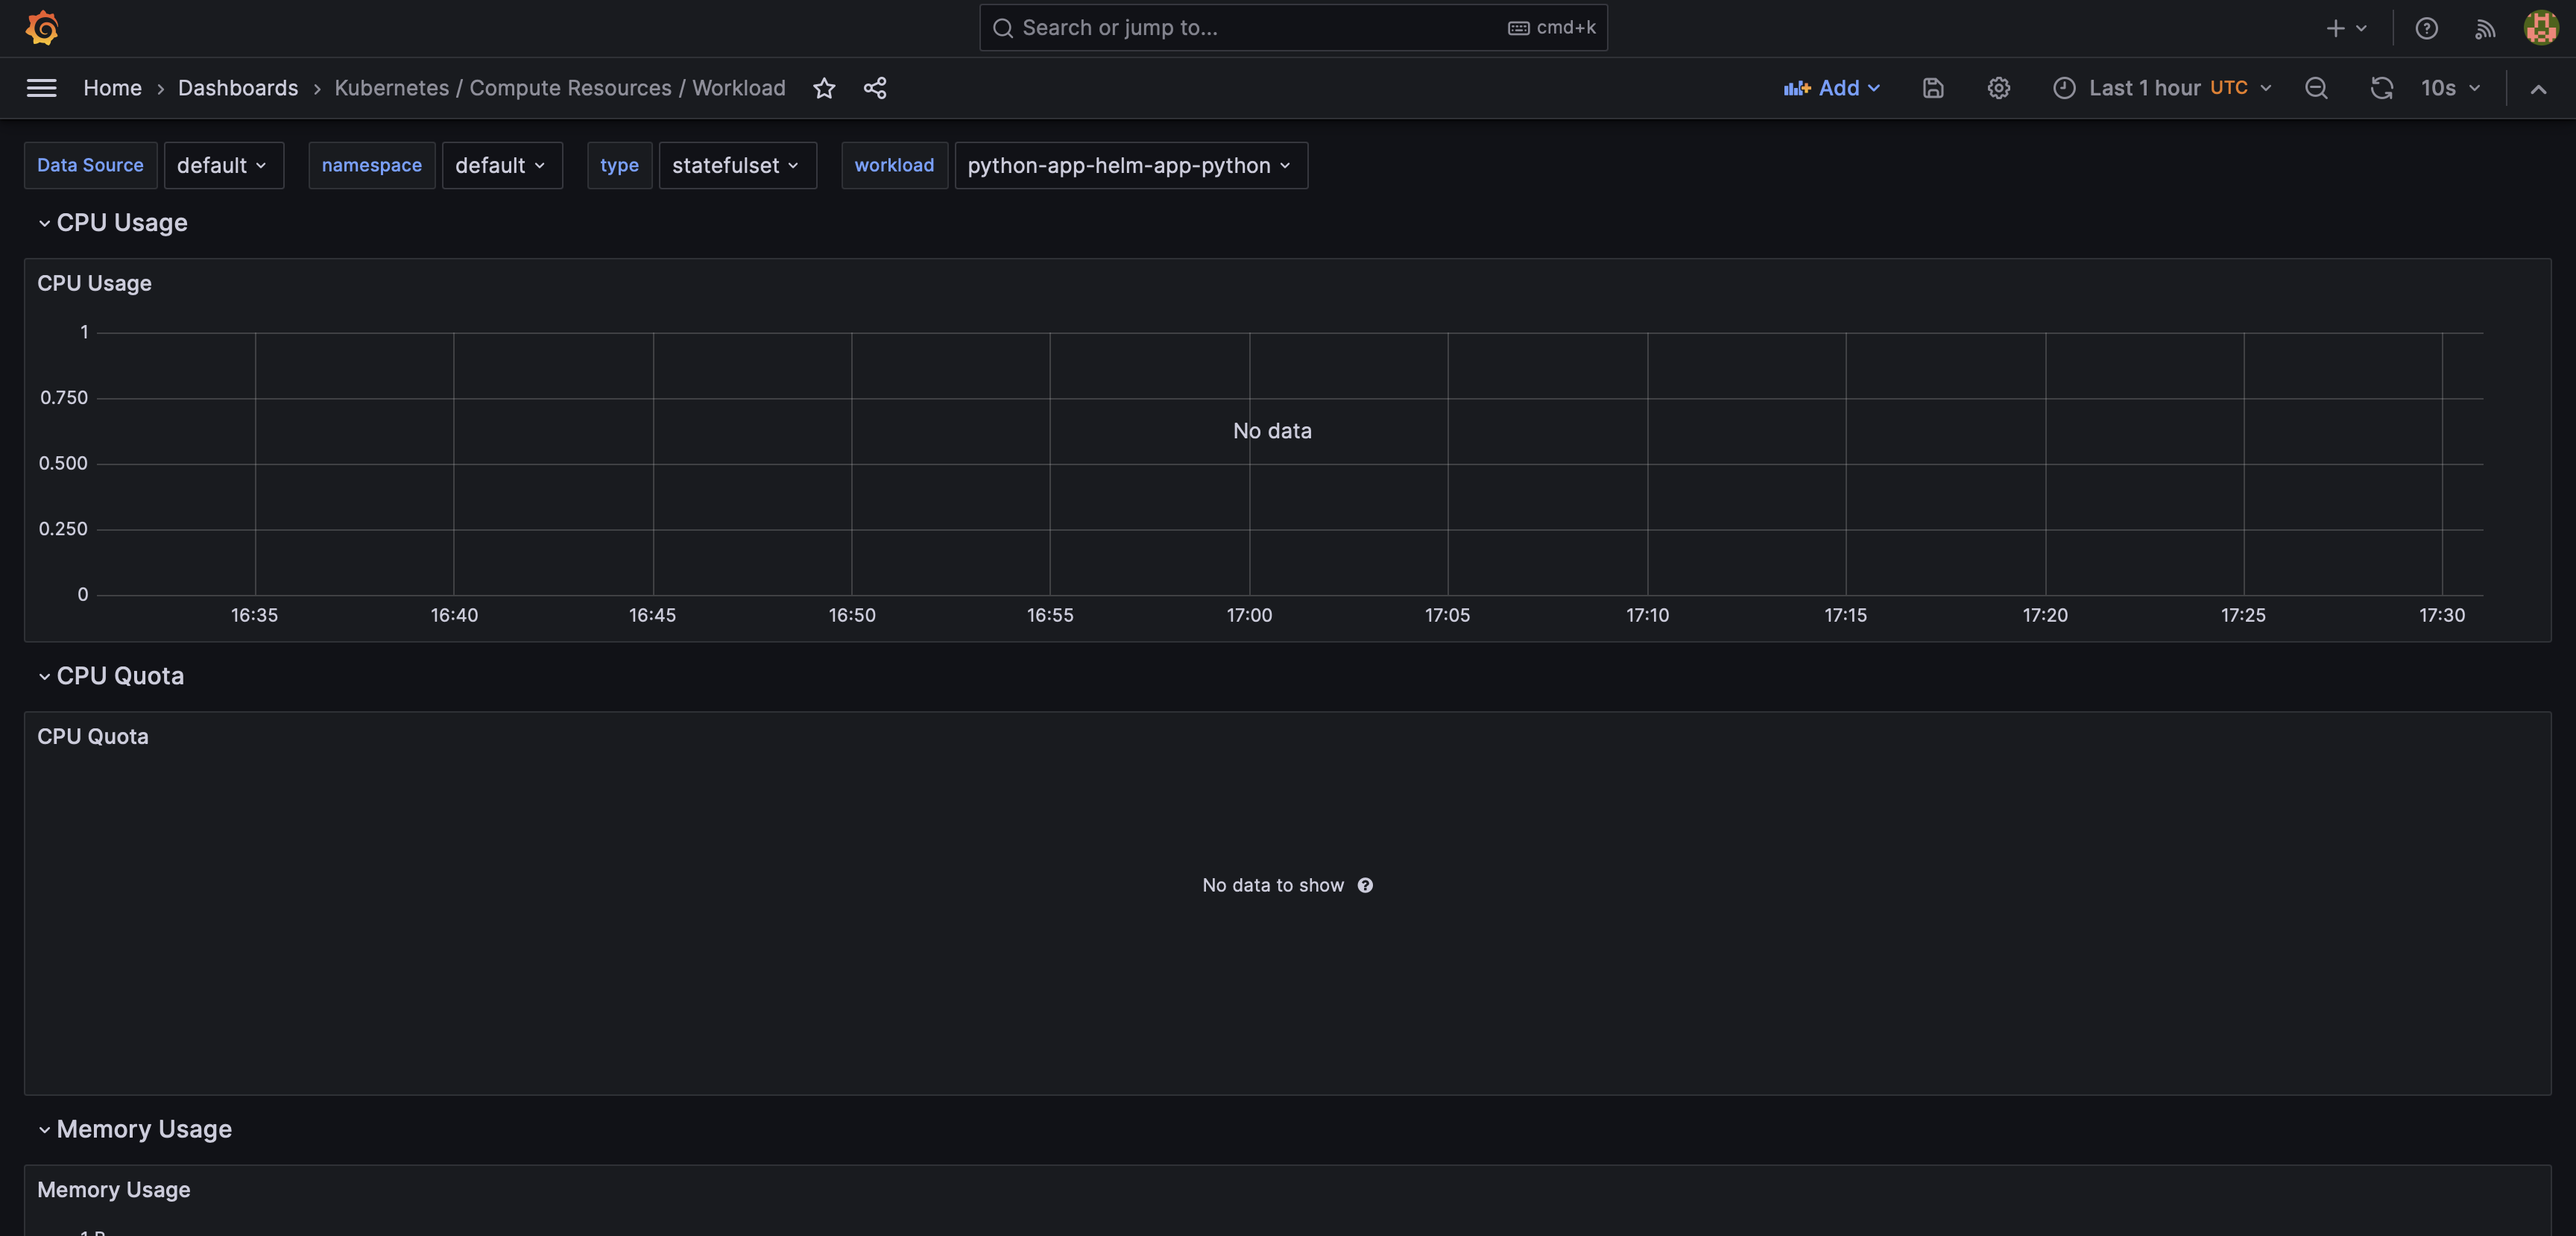 Search or jump to... cmd+k
Home › Dashboards › Kubernetes / Compute Resources / Workload
Add Last 1 hour UTC 10s
Data Source default namespace default type statefulset workload python-app-helm-app-python
CPU Usage
CPU Usage
1
0.750
No data
0.500
0.250
0
16:35 16:40 16:45 16:50 16:55 17:00 17:05 17:10 17:15 17:20 17:25 17:30
CPU Quota
CPU Quota
No data to show
Memory Usage
Memory Usage